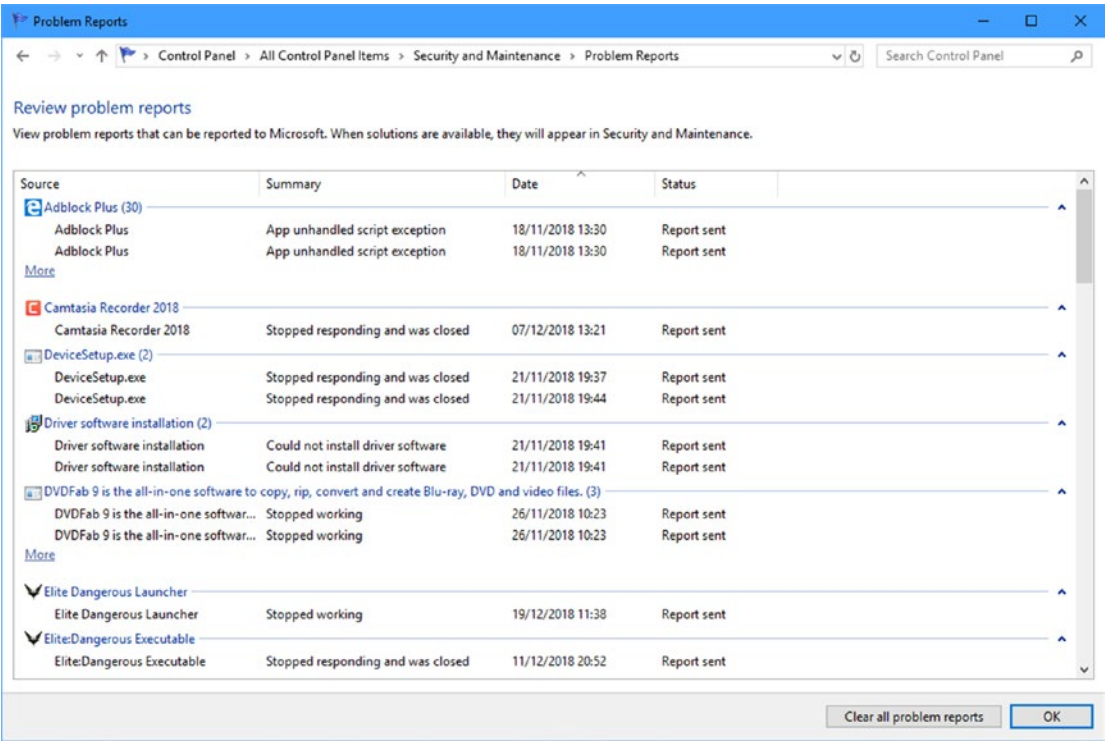 Problem Reports
Control Panel > All Control Panel Items > Security and Maintenance > Problem Reports
Search Control Panel
Review problem reports
View problem reports that can be reported to Microsoft. When solutions are available, they will appear in Security and Maintenance.
Source Summary Date Status
Adblock Plus (30)
Adblock Plus App unhandled script exception 18/11/2018 13:30 Report sent
Adblock Plus App unhandled script exception 18/11/2018 13:30 Report sent
More
Camtasia Recorder 2018
Camtasia Recorder 2018 Stopped responding and was closed 07/12/2018 13:21 Report sent
DeviceSetup.exe (2)
DeviceSetup.exe Stopped responding and was closed 21/11/2018 19:37 Report sent
DeviceSetup.exe Stopped responding and was closed 21/11/2018 19:44 Report sent
Driver software installation (2)
Driver software installation Could not install driver software 21/11/2018 19:41 Report sent
Driver software installation Could not install driver software 21/11/2018 19:41 Report sent
DVDFab 9 is the all-in-one software to copy, rip, convert and create Blu-ray, DVD and video files. (3)
DVDFab 9 is the all-in-one softwar... Stopped working 26/11/2018 10:23 Report sent
DVDFab 9 is the all-in-one softwar... Stopped working 26/11/2018 10:23 Report sent
More
Elite Dangerous Launcher
Elite Dangerous Launcher Stopped working 19/12/2018 11:38 Report sent
Elite:Dangerous Executable
Elite:Dangerous Executable Stopped responding and was closed 11/12/2018 20:52 Report sent
Clear all problem reports OK